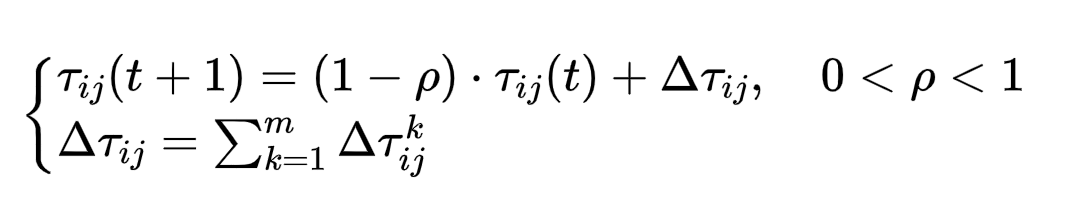 τij(t + 1) = (1 − ρ) · τij(t) + Δτij,  0 < ρ < 1
Δτij = ∑_{k=1}^{m} Δτ_{ij}^{k}